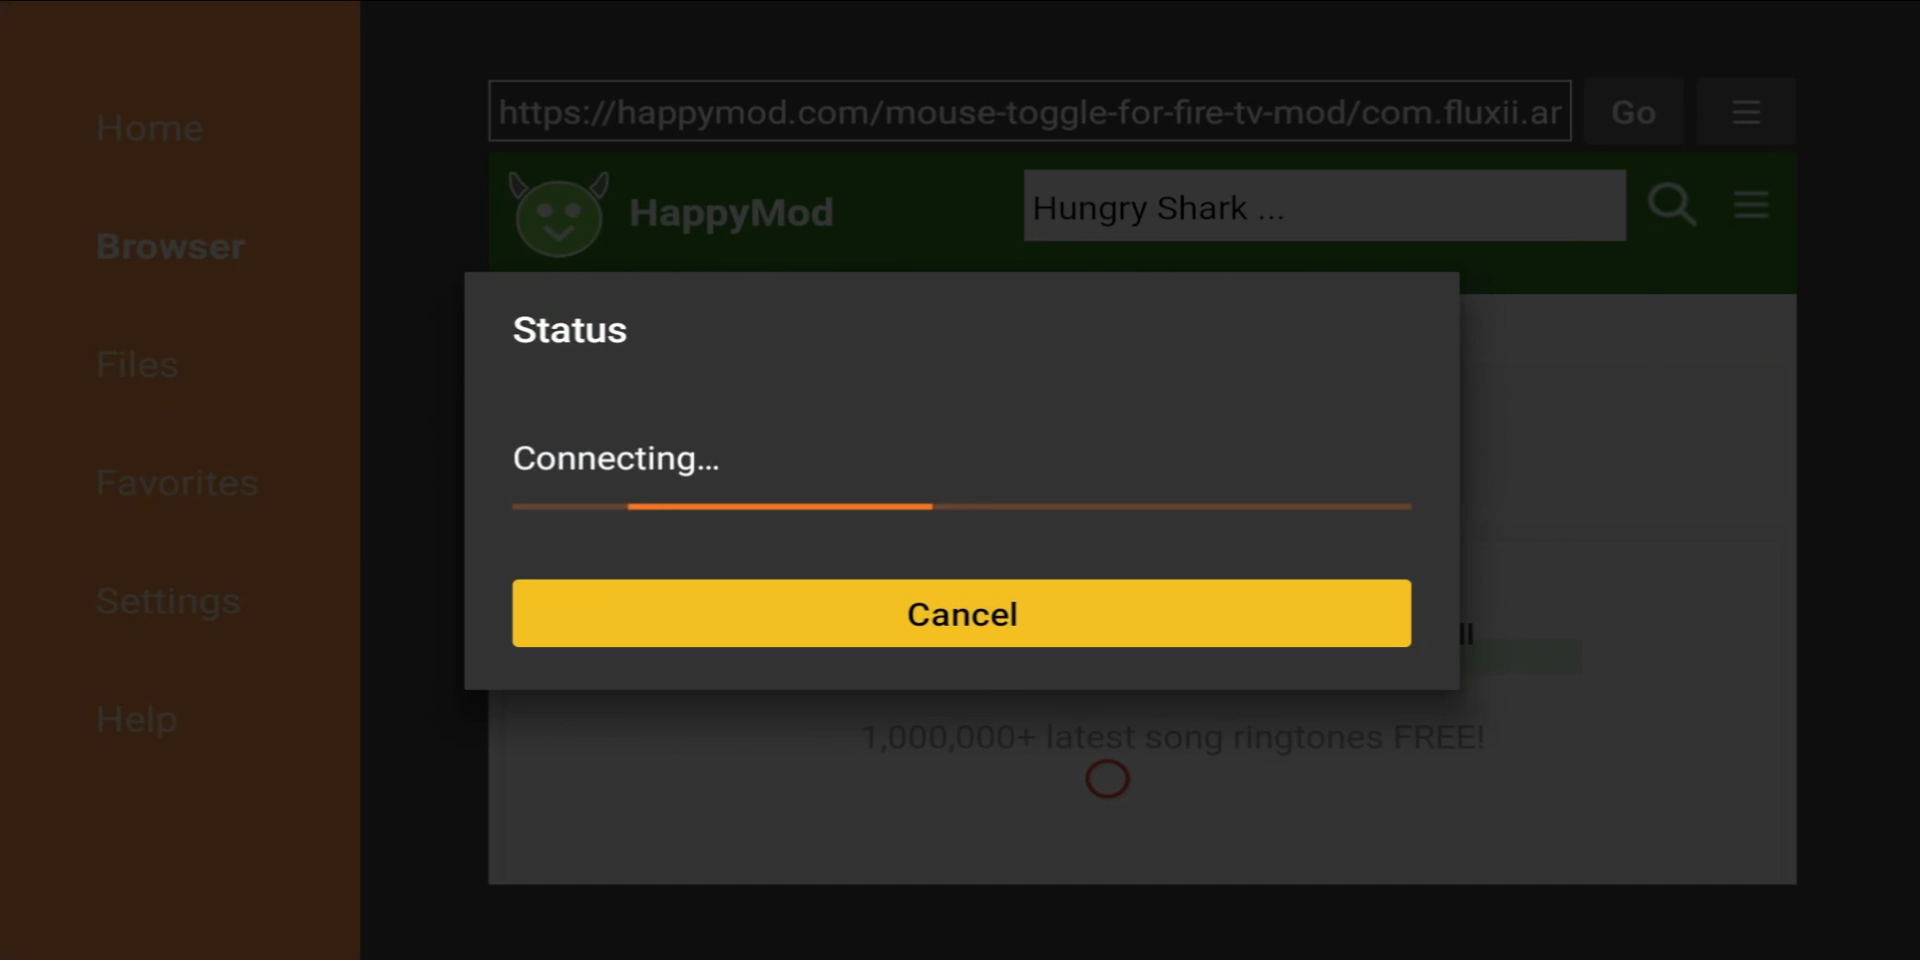 Home
Browser
Files
Favorites
Settings
Help
https://happymod.com/mouse-toggle-for-fire-tv-mod/com.fluxii.ar
Go
HappyMod
Hungry Shark ...
Status
Connecting...
Cancel
ll
1,000,000+ latest song ringtones FREE!